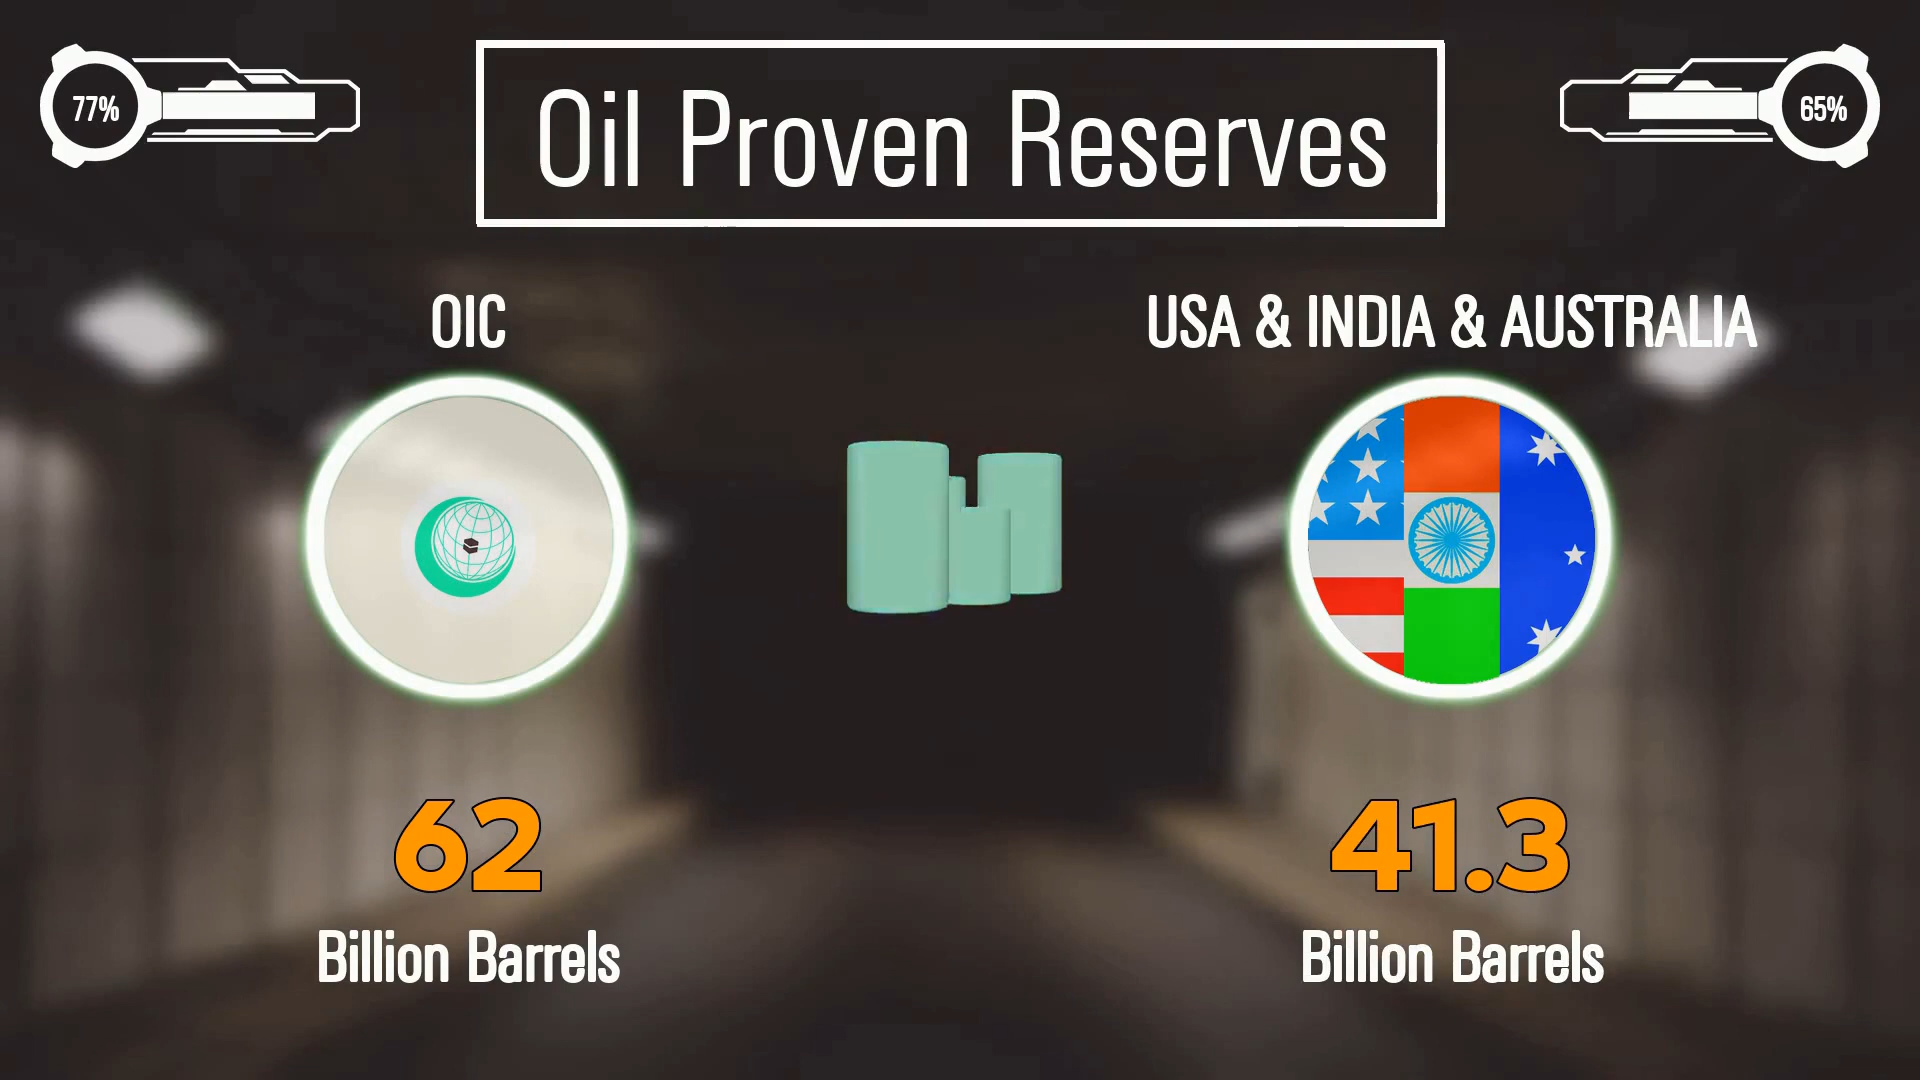 77%
Oil Proven Reserves
65%
OIC
USA & INDIA & AUSTRALIA
62
41.3
Billion Barrels
Billion Barrels